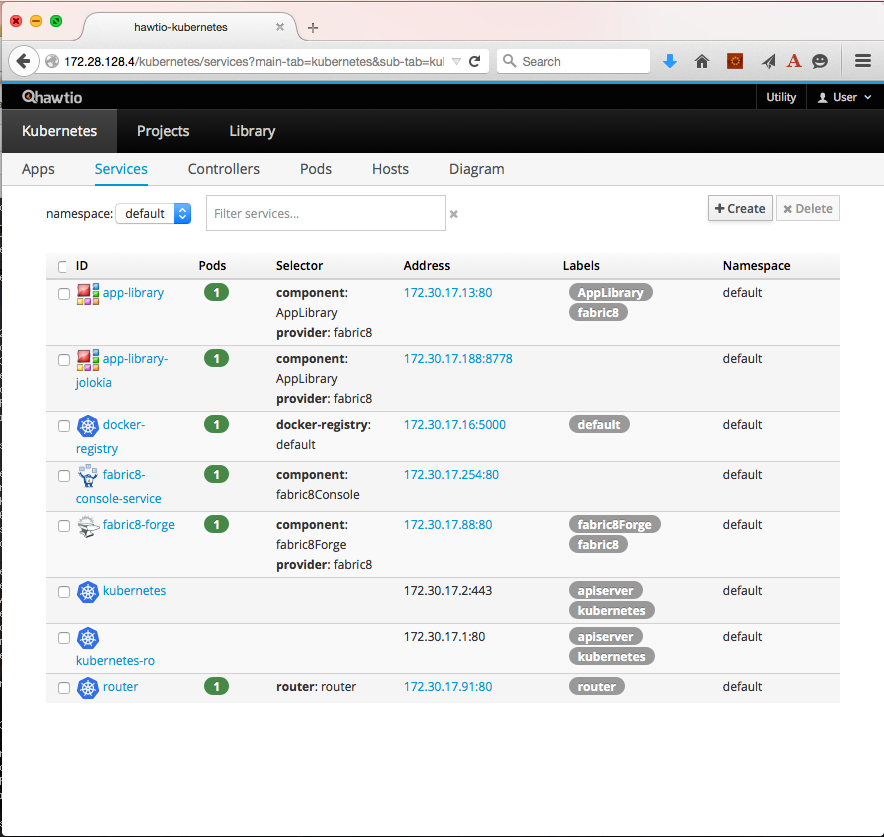 hawtio-kubernetes
172.28.128.4/kubernetes/services?main-tab=kubernetes&sub-tab=kul
Search
hawtio
Utility
User
Kubernetes Projects Library
Apps Services Controllers Pods Hosts Diagram
namespace: default Filter services... Create Delete
ID Pods Selector Address Labels Namespace
app-library 1 component: 172.30.17.13:80 AppLibrary default
AppLibrary fabric8
provider: fabric8
app-library- 1 component: 172.30.17.188:8778 default
jolokia AppLibrary
provider: fabric8
docker- 1 docker-registry: 172.30.17.16:5000 default default
registry default
fabric8- 1 component: 172.30.17.254:80 default
console-service fabric8Console
fabric8-forge 1 component: 172.30.17.88:80 fabric8Forge default
fabric8Forge fabric8
provider: fabric8
kubernetes 172.30.17.2:443 apiserver default
kubernetes
172.30.17.1:80 apiserver default
kubernetes-ro kubernetes
router 1 router: router 172.30.17.91:80 router default